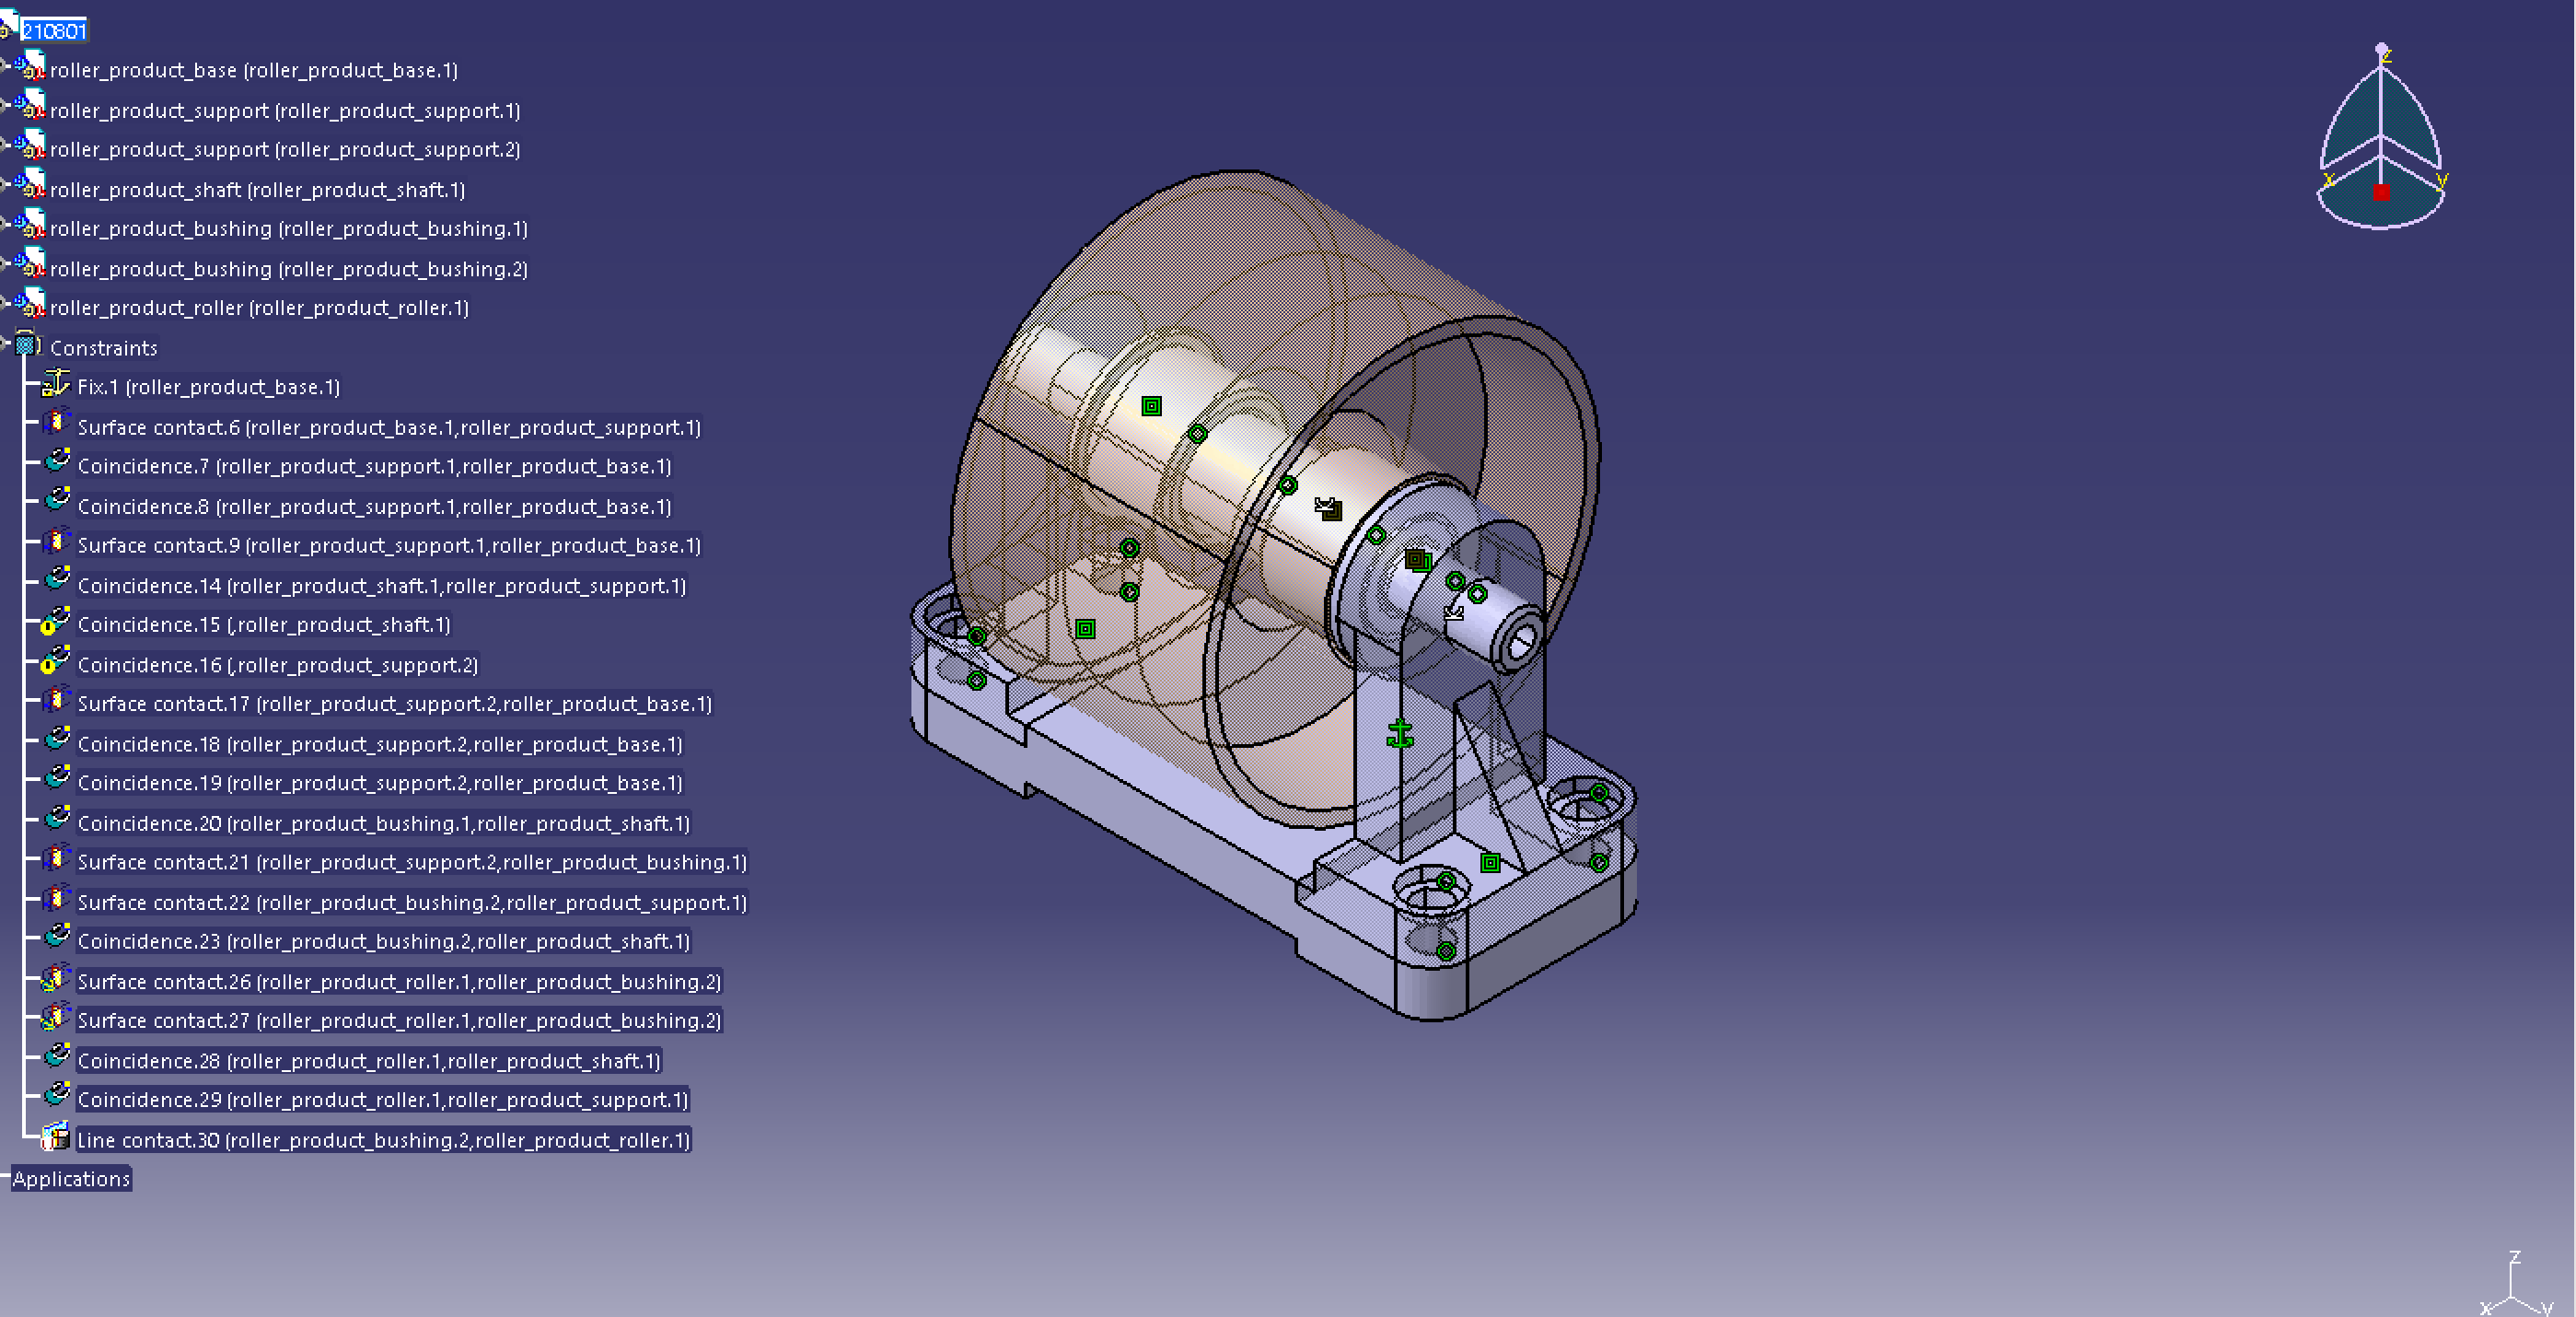 210801
roller_product_base (roller_product_base.1)
roller_product_support (roller_product_support.1)
roller_product_support (roller_product_support.2)
roller_product_shaft (roller_product_shaft.1)
roller_product_bushing (roller_product_bushing.1)
roller_product_bushing (roller_product_bushing.2)
roller_product_roller (roller_product_roller.1)
Constraints
Fix.1 (roller_product_base.1)
Surface contact.6 (roller_product_base.1,roller_product_support.1)
Coincidence.7 (roller_product_support.1,roller_product_base.1)
Coincidence.8 (roller_product_support.1,roller_product_base.1)
Surface contact.9 (roller_product_support.1,roller_product_base.1)
Coincidence.14 (roller_product_shaft.1,roller_product_support.1)
Coincidence.15 (,roller_product_shaft.1)
Coincidence.16 (,roller_product_support.2)
Surface contact.17 (roller_product_support.2,roller_product_base.1)
Coincidence.18 (roller_product_support.2,roller_product_base.1)
Coincidence.19 (roller_product_support.2,roller_product_base.1)
Coincidence.20 (roller_product_bushing.1,roller_product_shaft.1)
Surface contact.21 (roller_product_support.2,roller_product_bushing.1)
Surface contact.22 (roller_product_bushing.2,roller_product_support.1)
Coincidence.23 (roller_product_bushing.2,roller_product_shaft.1)
Surface contact.26 (roller_product_roller.1,roller_product_bushing.2)
Surface contact.27 (roller_product_roller.1,roller_product_bushing.2)
Coincidence.28 (roller_product_roller.1,roller_product_shaft.1)
Coincidence.29 (roller_product_roller.1,roller_product_support.1)
Line contact.30 (roller_product_bushing.2,roller_product_roller.1)
Applications
z
x y
z
x y